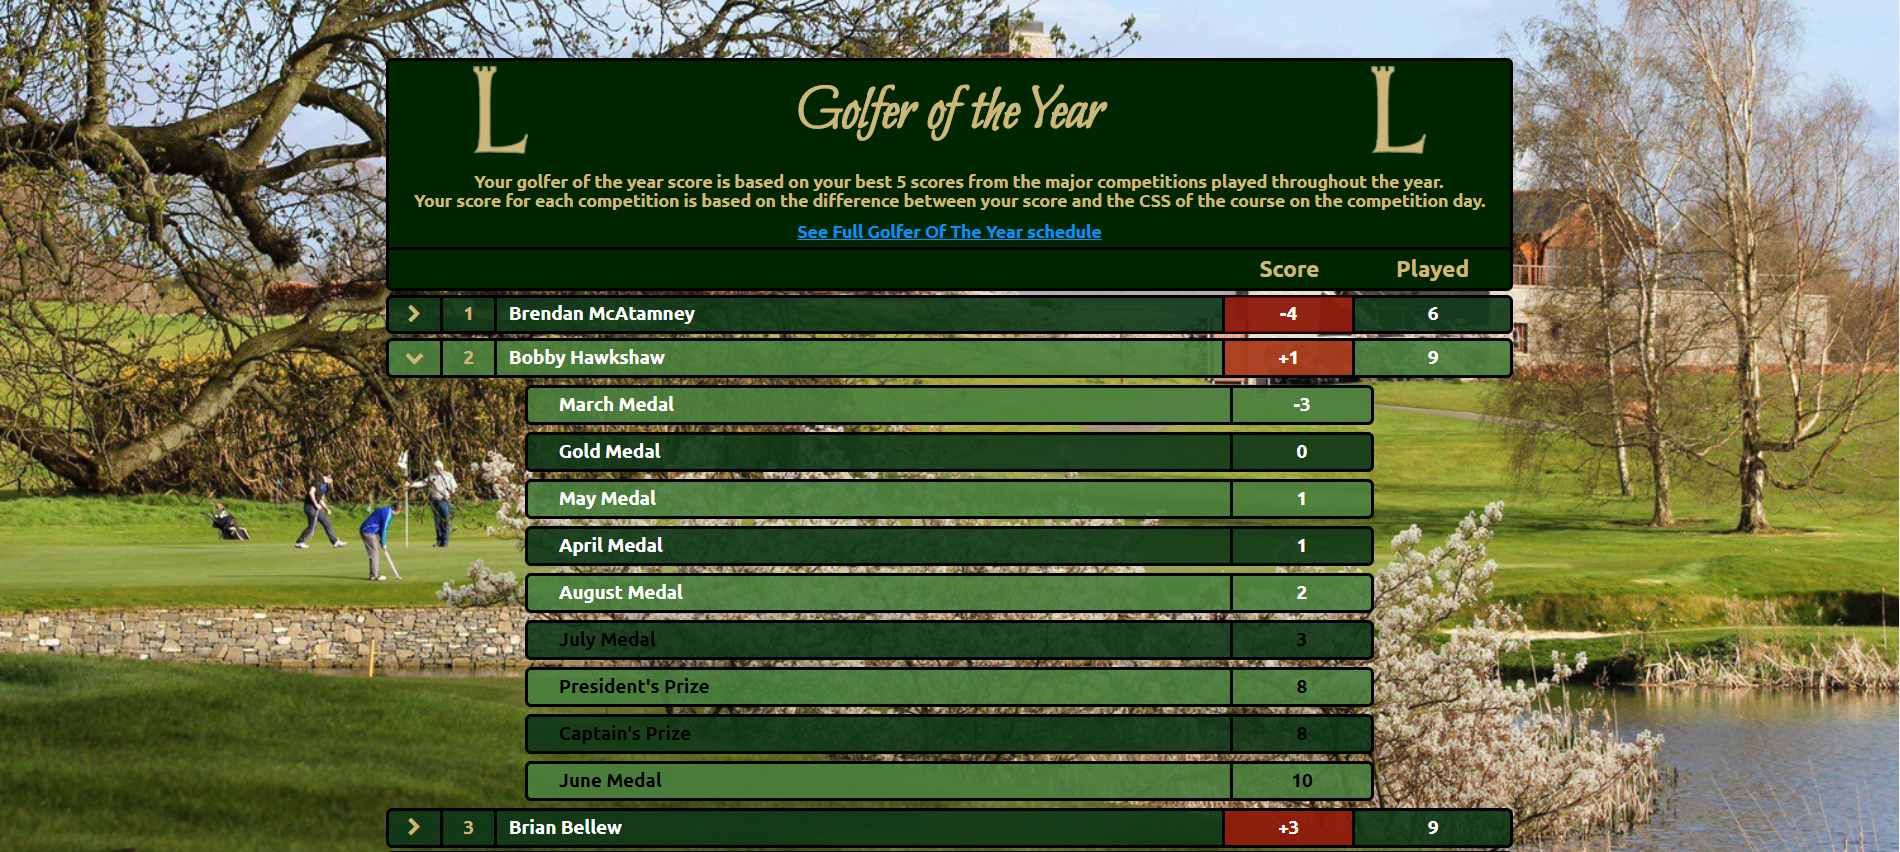 L Golfer of the Year L
Your golfer of the year score is based on your best 5 scores from the major competitions played throughout the year.
Your score for each competition is based on the difference between your score and the CSS of the course on the competition day.
See Full Golfer Of The Year schedule
Score Played
1 Brendan McAtamney -4 6
2 Bobby Hawkshaw +1 9
March Medal -3
Gold Medal 0
May Medal 1
April Medal 1
August Medal 2
July Medal 3
President's Prize 8
Captain's Prize 8
June Medal 10
3 Brian Bellew +3 9